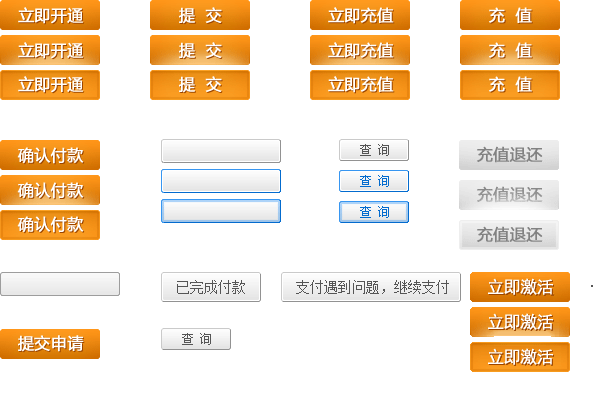 立即开通 提 交 立即充值 充 值
立即开通 提 交 立即充值 充 值
立即开通 提 交 立即充值 充 值
确认付款 查 询 充值退还
确认付款 查 询 充值退还
确认付款 查 询 充值退还
已完成付款 支付遇到问题，继续支付 立即激活
立即激活
提交申请 查 询 立即激活